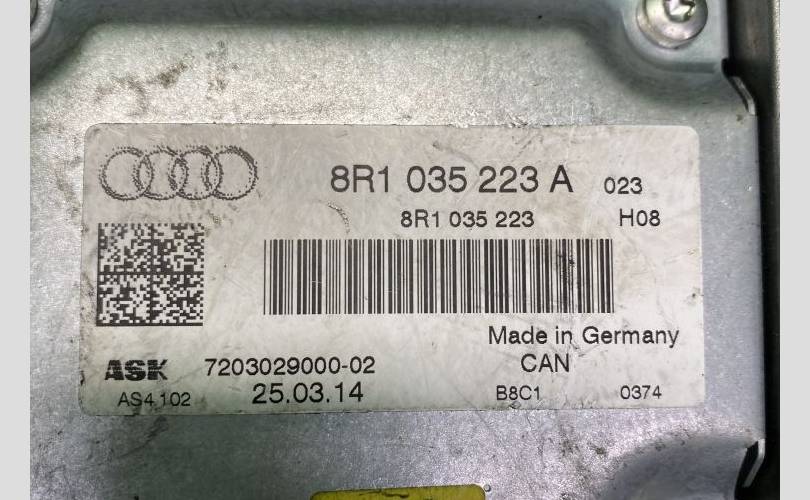 8R1 035 223 A 023
8R1 035 223 H08
Made in Germany
ASK 7203029000-02 CAN
AS4 102 25.03.14 B8C1 0374